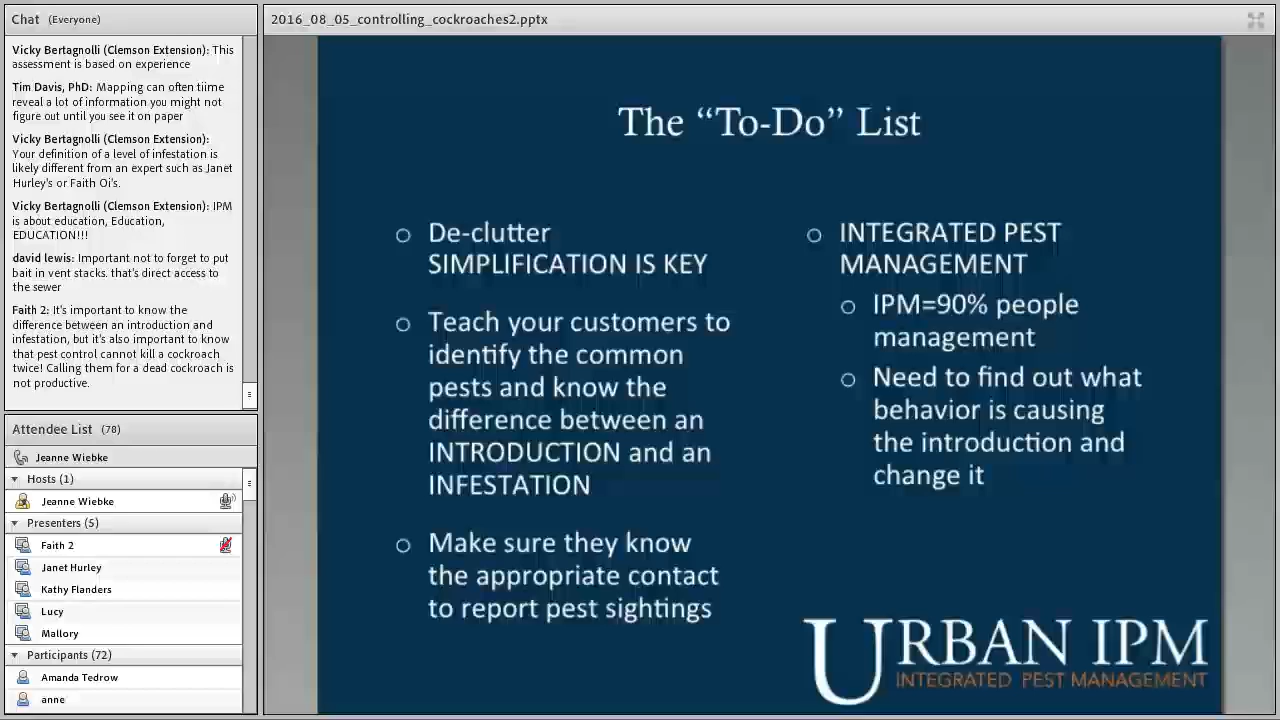 Chat (Everyone)
Vicky Bertagnolli (Clemson Extension): This
assessment is based on experience
Tim Davis, PhD: Mapping can often tiime
reveal a lot of information you might not
figure out until you see it on paper
Vicky Bertagnolli (Clemson Extension):
Your definition of a level of infestation is
likely different from an expert such as Janet
Hurley's or Faith Oi's.
Vicky Bertagnolli (Clemson Extension): IPM
is about education, Education,
EDUCATION!!!
david lewis: Important not to forget to put
bait in vent stacks. that's direct access to
the sewer
Faith 2: It's important to know the
difference between an introduction and
infestation, but it's also important to know
that pest control cannot kill a cockroach
twice! Calling them for a dead cockroach is
not productive.
Attendee List (78)
Jeanne Wiebke
Hosts (1)
Jeanne Wiebke
Presenters (5)
Faith 2
Janet Hurley
Kathy Flanders
Lucy
Mallory
Participants (72)
Amanda Tedrow
anne
2016_08_05_controlling_cockroaches2.pptx
The “To-Do” List
De-clutter
SIMPLIFICATION IS KEY
Teach your customers to
identify the common
pests and know the
difference between an
INTRODUCTION and an
INFESTATION
Make sure they know
the appropriate contact
to report pest sightings
INTEGRATED PEST
MANAGEMENT
IPM=90% people
management
Need to find out what
behavior is causing
the introduction and
change it
URBAN IPM
INTEGRATED PEST MANAGEMENT